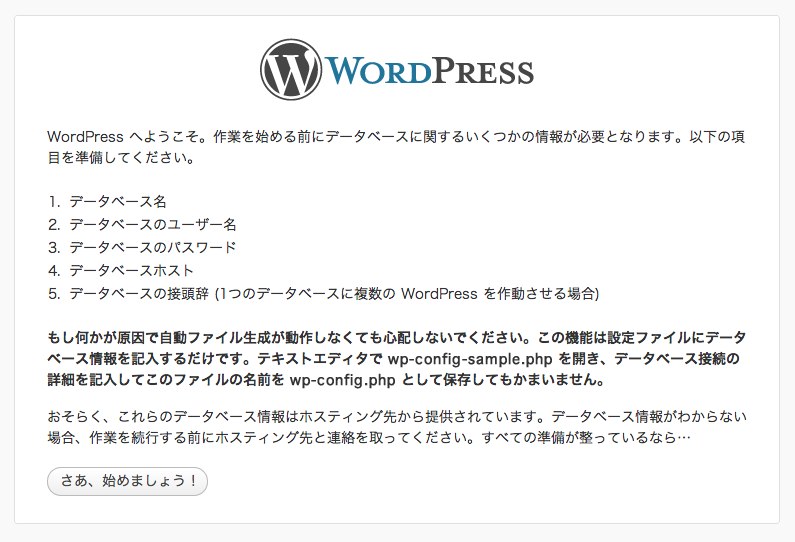 WORDPRESS
WordPress へようこそ。作業を始める前にデータベースに関するいくつかの情報が必要となります。以下の項
目を準備してください。
1. データベース名
2. データベースのユーザー名
3. データベースのパスワード
4. データベースホスト
5. データベースの接頭辞 (1つのデータベースに複数の WordPress を作動させる場合)
もし何かが原因で自動ファイル生成が動作しなくても心配しないでください。この機能は設定ファイルにデータ
ベース情報を記入するだけです。テキストエディタで wp-config-sample.php を開き、データベース接続の
詳細を記入してこのファイルの名前を wp-config.php として保存してもかまいません。
おそらく、これらのデータベース情報はホスティング先から提供されています。データベース情報がわからない
場合、作業を続行する前にホスティング先と連絡を取ってください。すべての準備が整っているなら…
さあ、始めましょう！